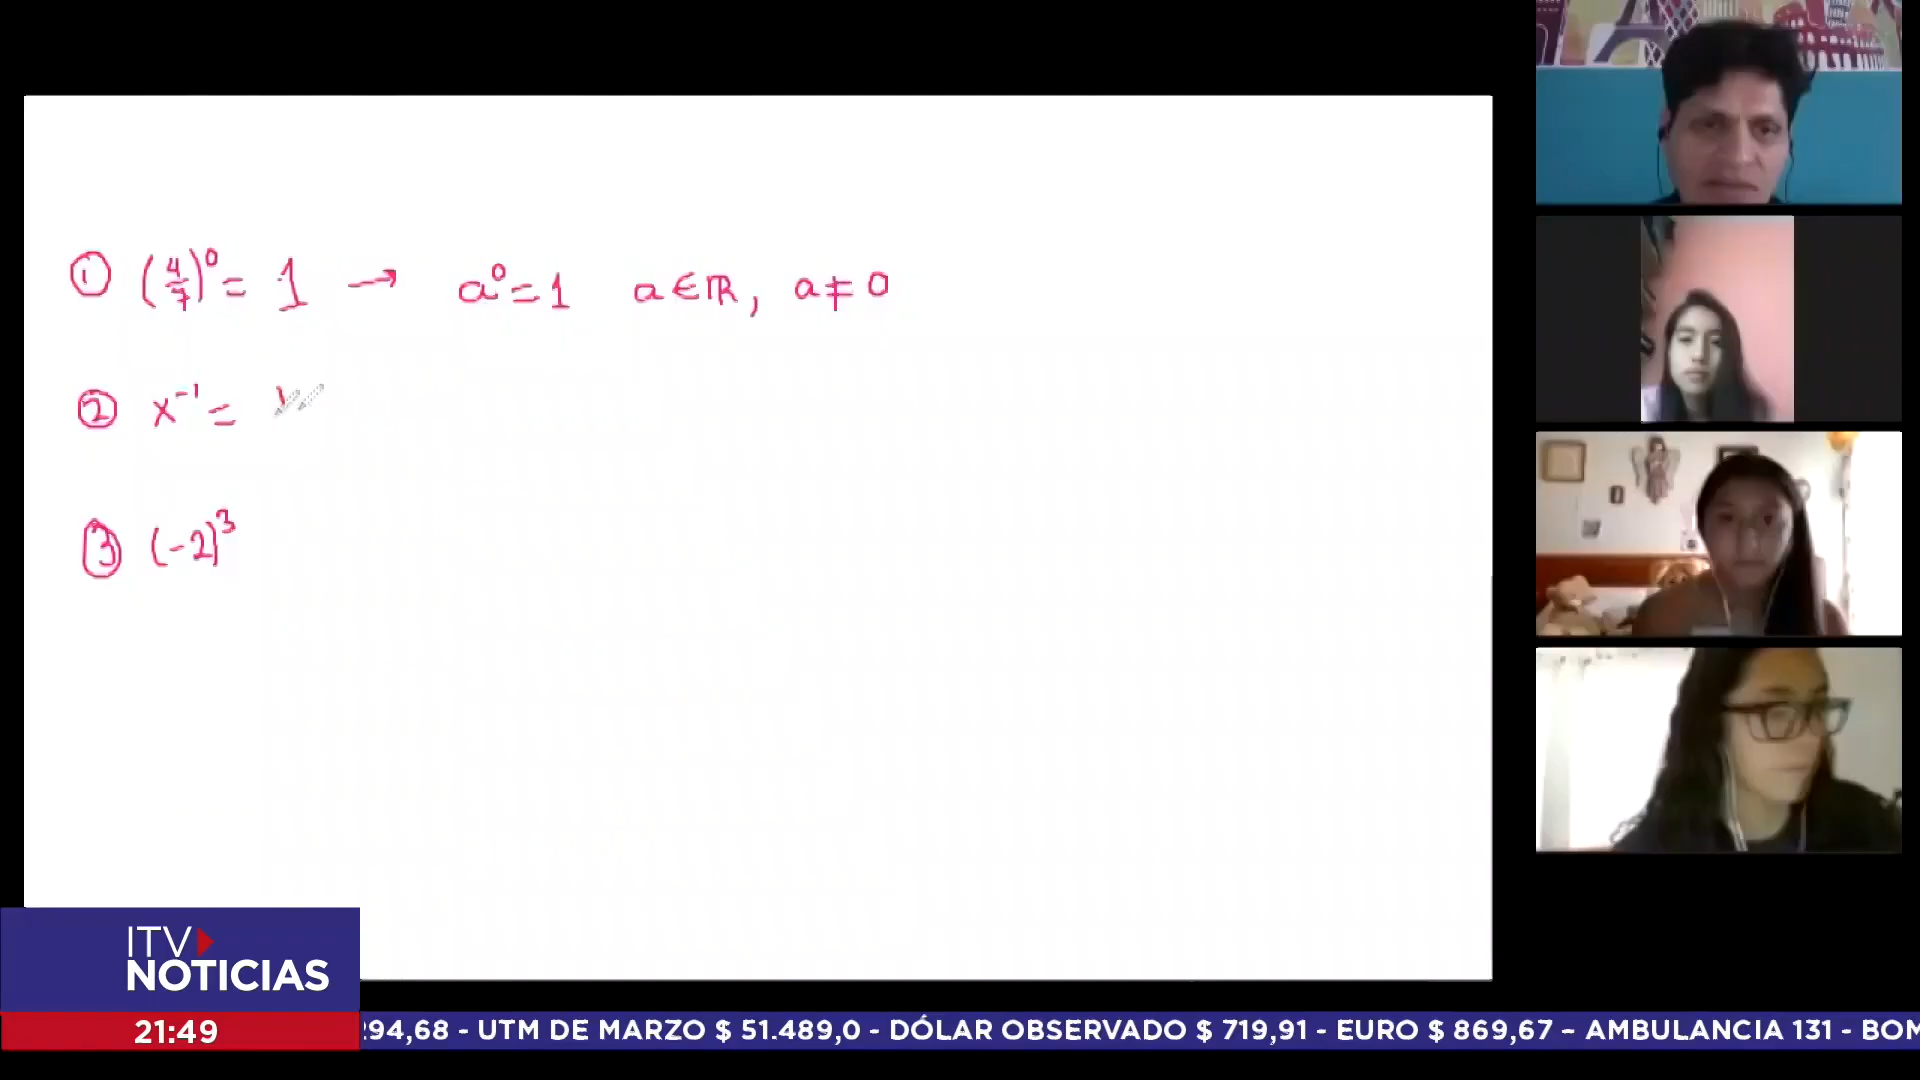 ① (4/7)⁰ = 1 → a⁰ = 1 a ∈ ℝ, a ≠ 0
② x⁻¹ =
③ (-2)³
ITV
NOTICIAS
21:49
294,68 - UTM DE MARZO $ 51.489,0 - DÓLAR OBSERVADO $ 719,91 - EURO $ 869,67 - AMBULANCIA 131 - BOM